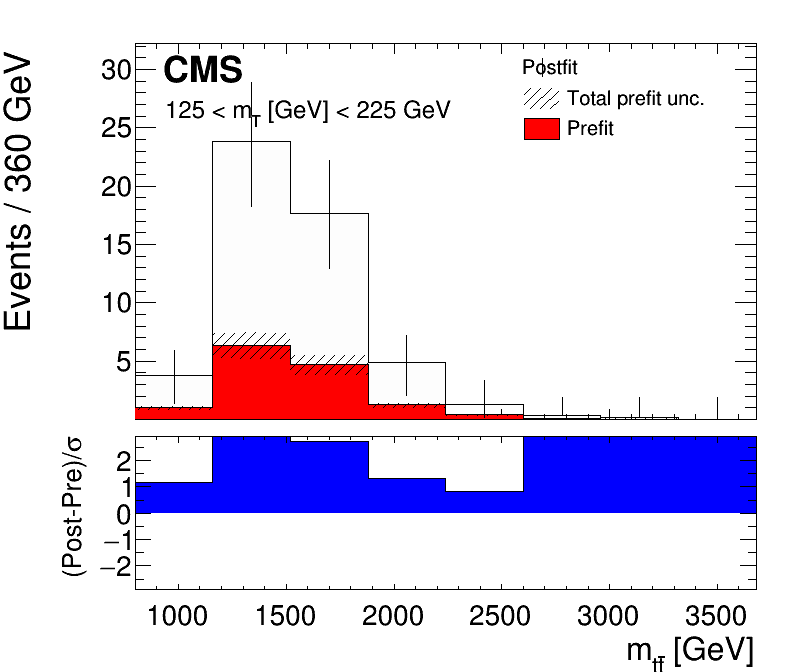 CMS
125 < m_T [GeV] < 225 GeV
Postfit
Total prefit unc.
Prefit
Events / 360 GeV
30
25
20
15
10
5
(Post-Pre)/σ
2
1
0
−1
−2
1000 1500 2000 2500 3000 3500
m_tt̄ [GeV]